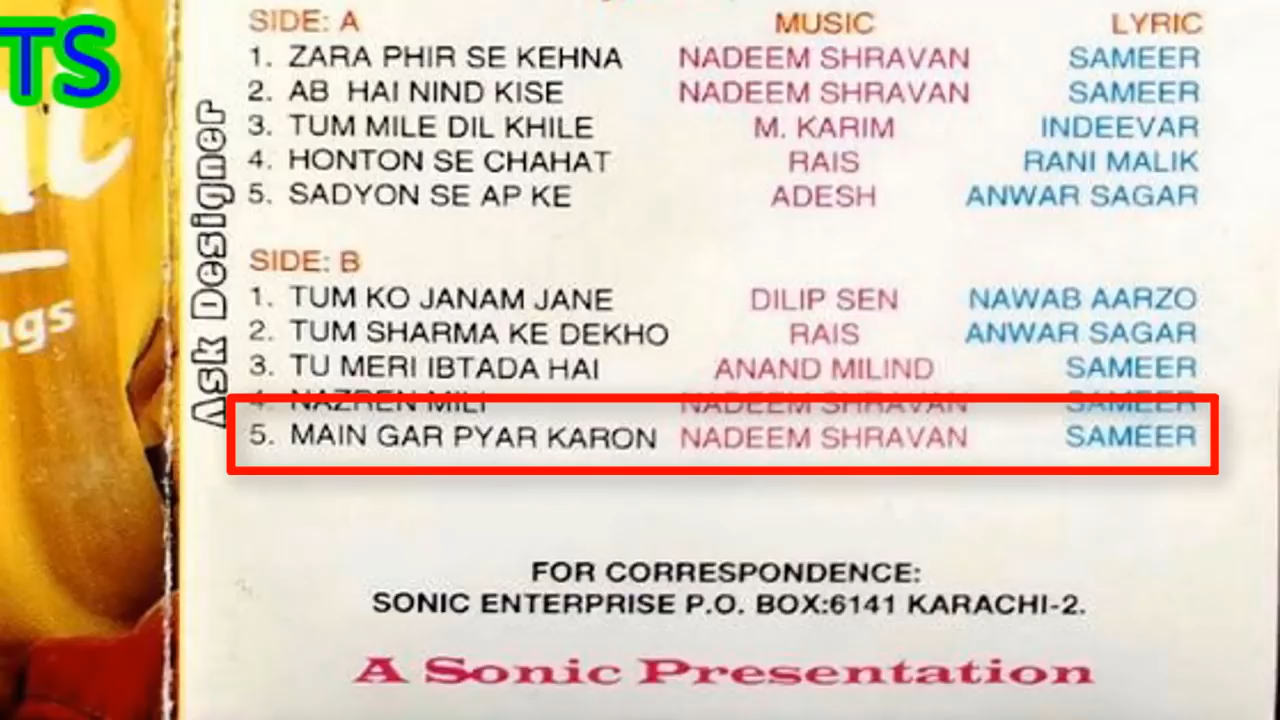 TS
SIDE: A MUSIC LYRIC
1. ZARA PHIR SE KEHNA NADEEM SHRAVAN SAMEER
2. AB HAI NIND KISE NADEEM SHRAVAN SAMEER
3. TUM MILE DIL KHILE M. KARIM INDEEVAR
4. HONTON SE CHAHAT RAIS RANI MALIK
5. SADYON SE AP KE ADESH ANWAR SAGAR
Ask Designer
SIDE: B
1. TUM KO JANAM JANE DILIP SEN NAWAB AARZO
2. TUM SHARMA KE DEKHO RAIS ANWAR SAGAR
3. TU MERI IBTADA HAI ANAND MILIND SAMEER
4. NAZREN MILI NADEEM SHRAVAN SAMEER
5. MAIN GAR PYAR KARON NADEEM SHRAVAN SAMEER
ngs
FOR CORRESPONDENCE:
SONIC ENTERPRISE P.O. BOX:6141 KARACHI-2.
A Sonic Presentation